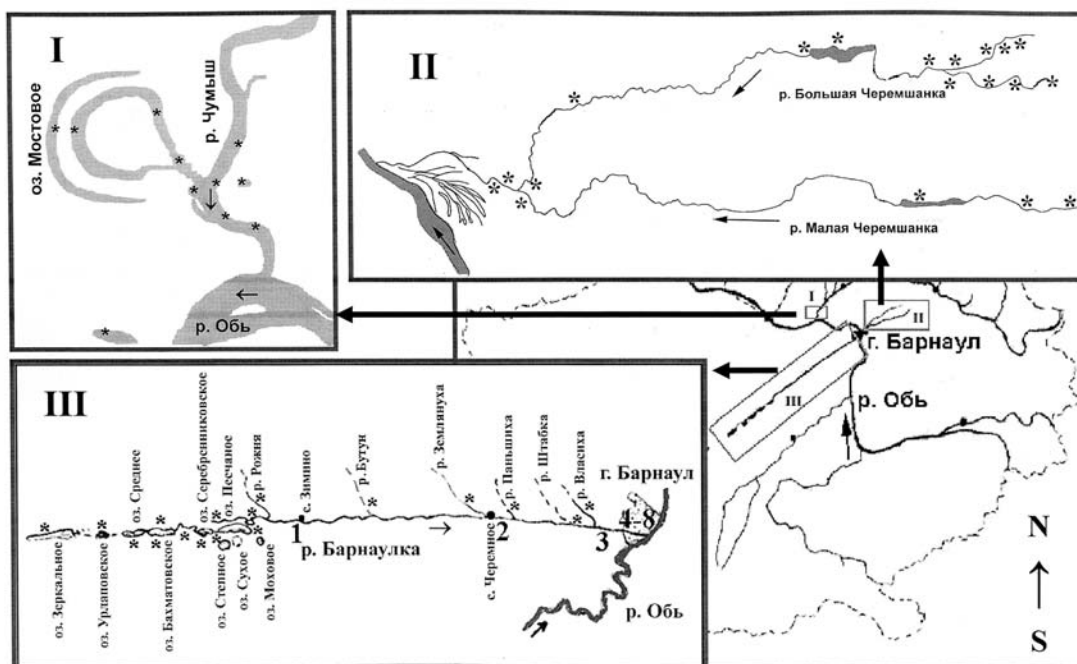 I
оз. Мостовое
р. Чумыш
р. Обь
II
р. Большая Черемшанка
р. Малая Черемшанка
I
II
г. Барнаул
III
р. Обь
N
S
III
оз. Зеркальное
оз. Урлаповское
оз. Среднее
оз. Бахматовское
оз. Серебренниковское
оз. Песчаное
оз. Степное
оз. Сухое
оз. Моховое
р. Рожня
1
с. Зимино
р. Бутун
р. Барнаулка
р. Землянуха
с. Черемное
2
р. Паньшиха
р. Штабка
р. Власиха
3
г. Барнаул
4-8
р. Обь